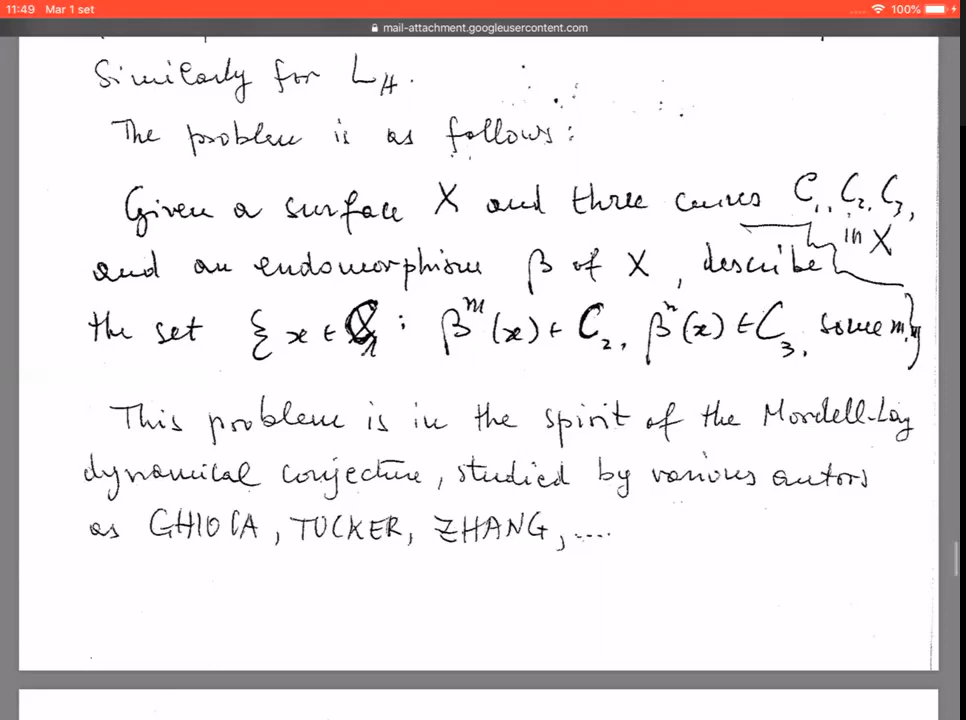 11:49 Mar 1 set
100%
mail-attachment.googleusercontent.com
Similarly for L_H.
The problem is as follows:
Given a surface X and three curves C₁, C₂, C₃,
in X
and an endomorphism β of X, describe
the set { x ∈ C₁ : βᵐ(x) ∈ C₂, βⁿ(x) ∈ C₃, some m, n}
This problem is in the spirit of the Mordell-Lang
dynamical conjecture, studied by various autors
as GHIOCA, TUCKER, ZHANG, ....